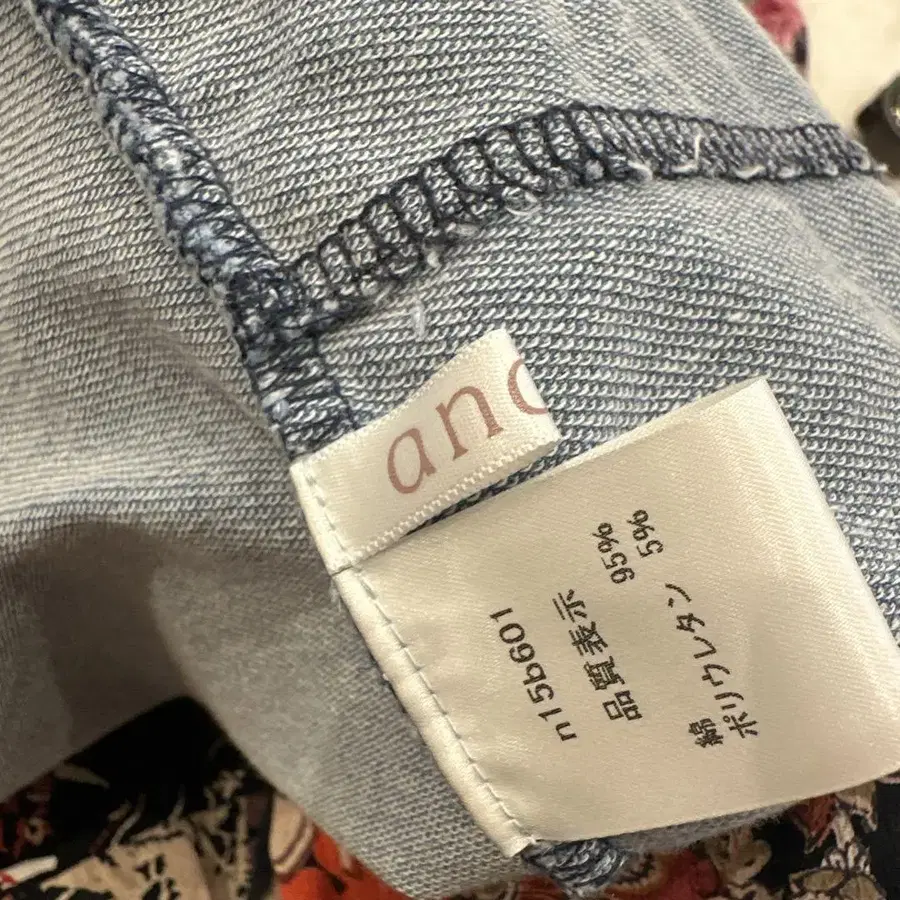 anc
n15b601
品質表示
綿 95%
ポリウレタン 5%